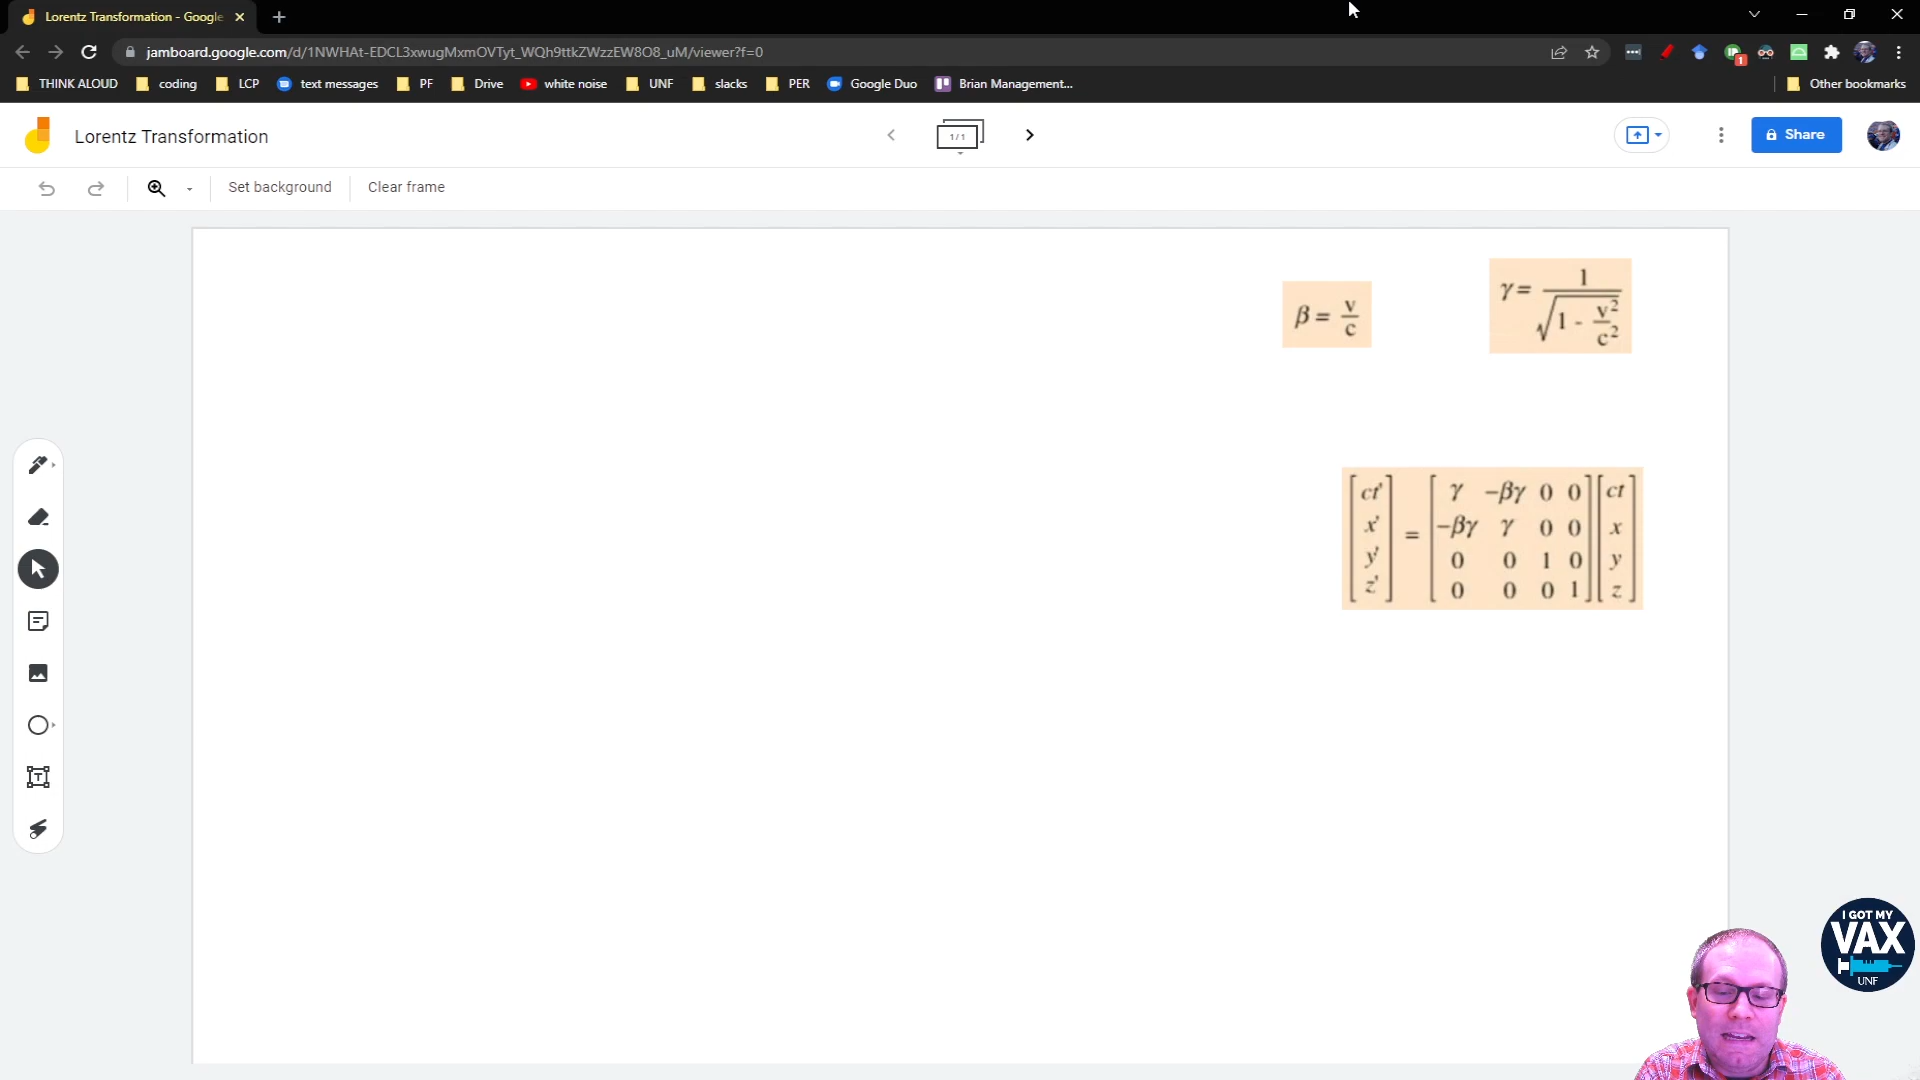 Lorentz Transformation - Google
jamboard.google.com/d/1NWHAt-EDCL3xwugMxmOVTyt_WQh9ttkZWzzEW8O8_uM/viewer?f=0
THINK ALOUD coding LCP text messages PF Drive white noise UNF slacks PER Google Duo Brian Management... Other bookmarks
Lorentz Transformation
1 / 1
Share
Set background Clear frame
β = v/c
γ = 1/√(1 - v²/c²)
[ct'] = [γ -βγ 0 0] [ct]
[x'] [-βγ γ 0 0] [x]
[y'] [0 0 1 0] [y]
[z'] [0 0 0 1] [z]
I GOT MY
VAX
UNF